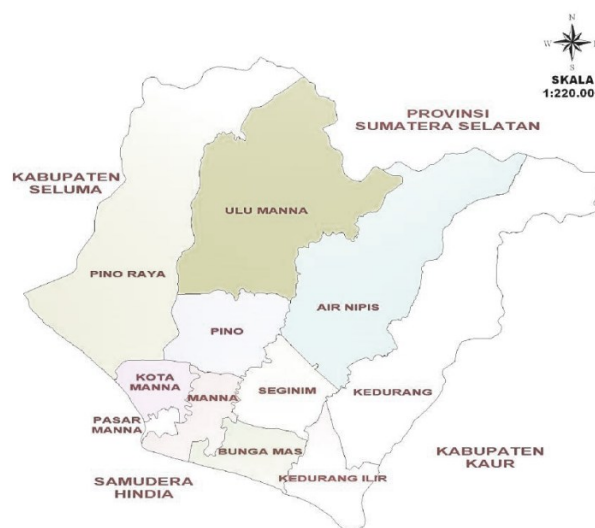 N
W
E
S
SKALA
1:220.00
PROVINSI
SUMATERA SELATAN
KABUPATEN
SELUMA
ULU MANNA
PINO RAYA
AIR NIPIS
PINO
KOTA
MANNA
MANNA
SEGINIM
KEDURANG
PASAR
MANNA
BUNGA MAS
KABUPATEN
KAUR
KEDURANG ILIR
SAMUDERA
HINDIA